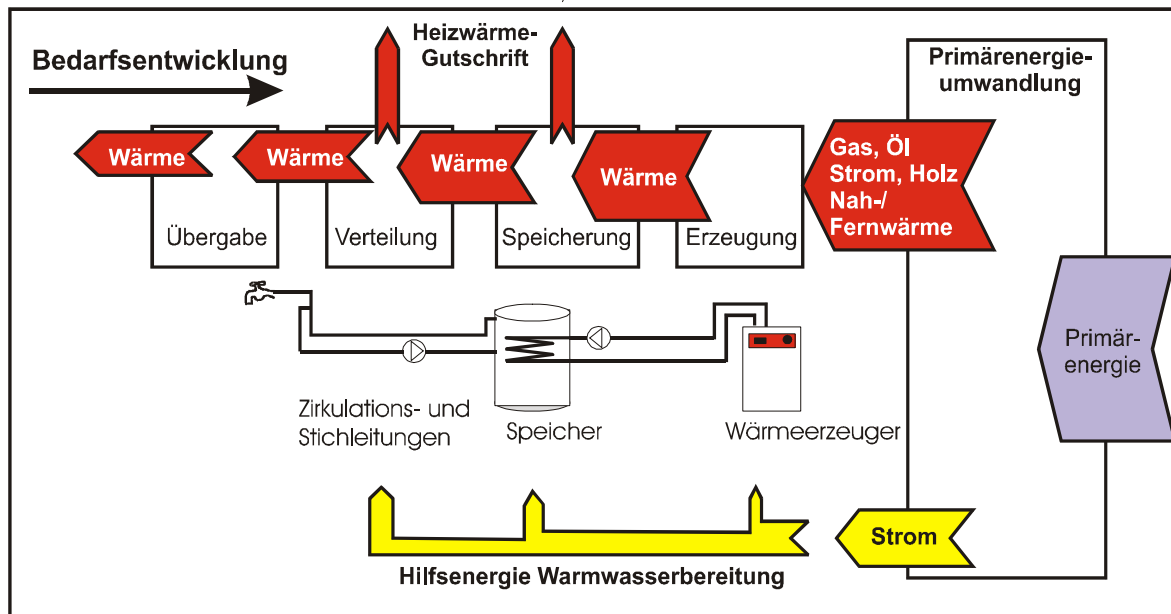 Heizwärme-
Gutschrift
Bedarfsentwicklung
Primärenergie-
umwandlung
Wärme
Wärme
Wärme
Wärme
Gas, Öl
Strom, Holz
Nah-/
Fernwärme
Übergabe
Verteilung
Speicherung
Erzeugung
Primär-
energie
Zirkulations- und
Stichleitungen
Speicher
Wärmeerzeuger
Strom
Hilfsenergie Warmwasserbereitung